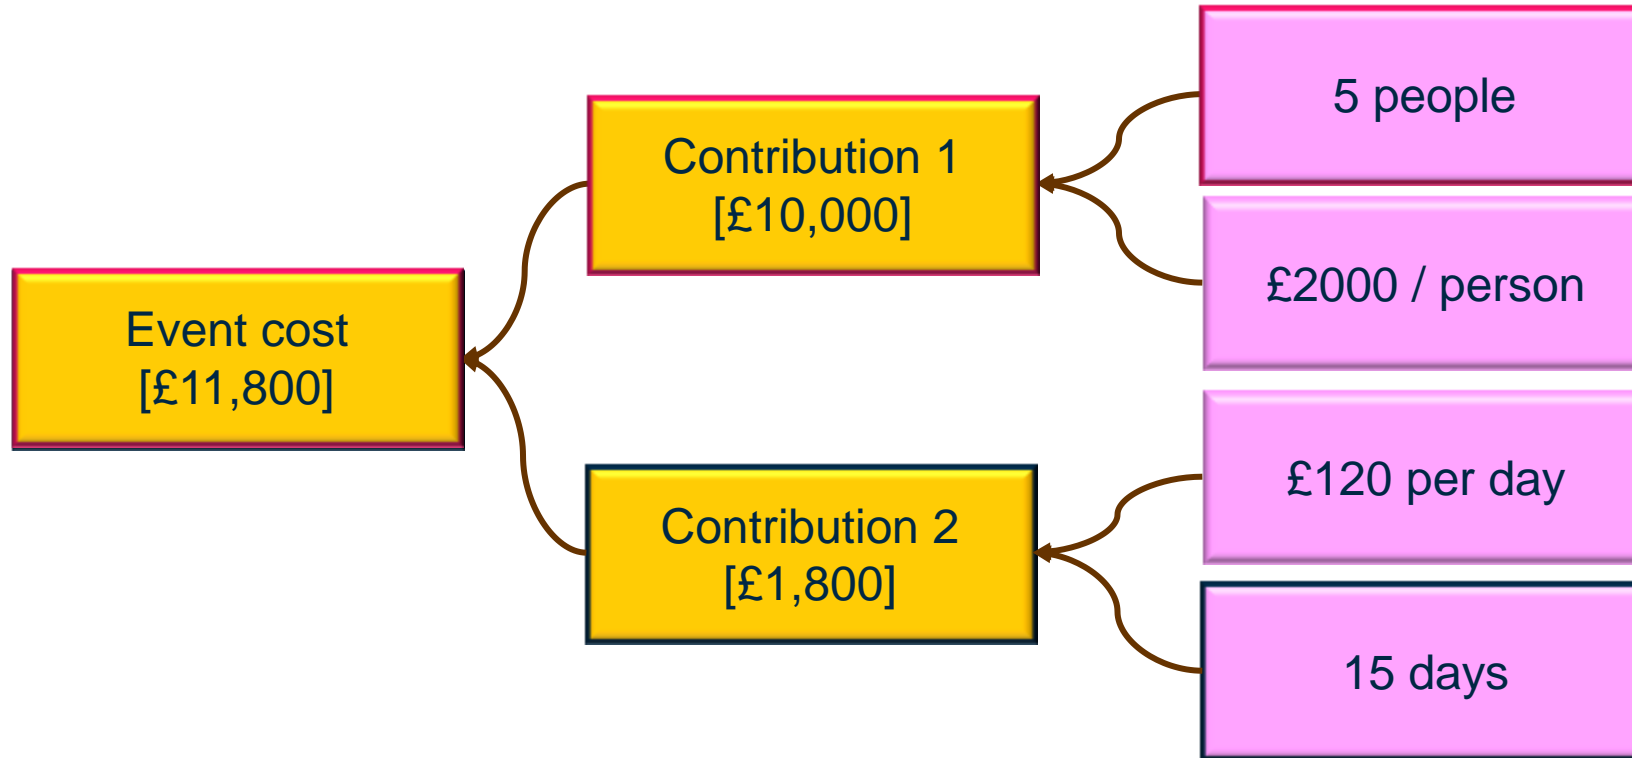 5 people
Contribution 1
[£10,000]
£2000 / person
Event cost
[£11,800]
£120 per day
Contribution 2
[£1,800]
15 days